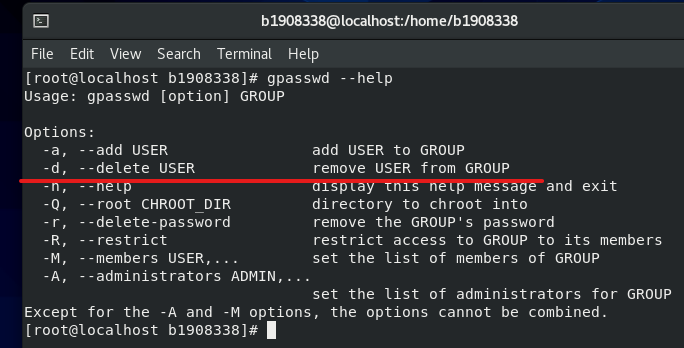 b1908338@localhost:/home/b1908338
File Edit View Search Terminal Help
[root@localhost b1908338]# gpasswd --help
Usage: gpasswd [option] GROUP
Options:
-a, --add USER add USER to GROUP
-d, --delete USER remove USER from GROUP
-h, --help display this help message and exit
-Q, --root CHROOT_DIR directory to chroot into
-r, --delete-password remove the GROUP's password
-R, --restrict restrict access to GROUP to its members
-M, --members USER,... set the list of members of GROUP
-A, --administrators ADMIN,...
set the list of administrators for GROUP
Except for the -A and -M options, the options cannot be combined.
[root@localhost b1908338]#